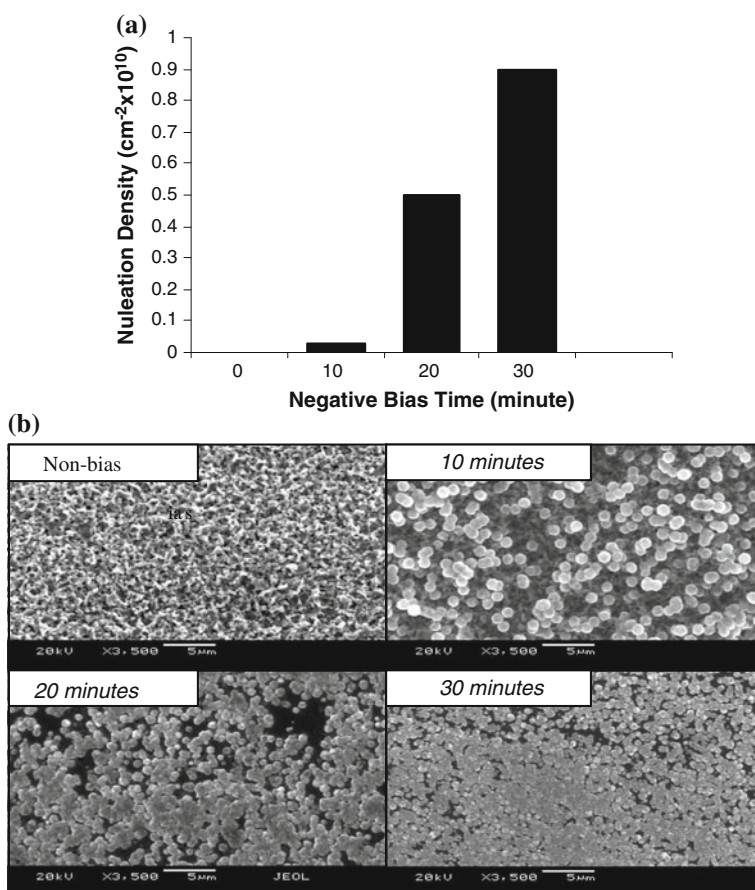 (a)
Nuleation Density (cm⁻²x10¹⁰)
1
0.9
0.8
0.7
0.6
0.5
0.4
0.3
0.2
0.1
0
0 10 20 30
Negative Bias Time (minute)
(b)
Non-bias
ias
20kV X3,500 5µm
10 minutes
20kV X3,500 5µm
20 minutes
20kV X3,500 5µm JEOL
30 minutes
20kV X3,500 5µm